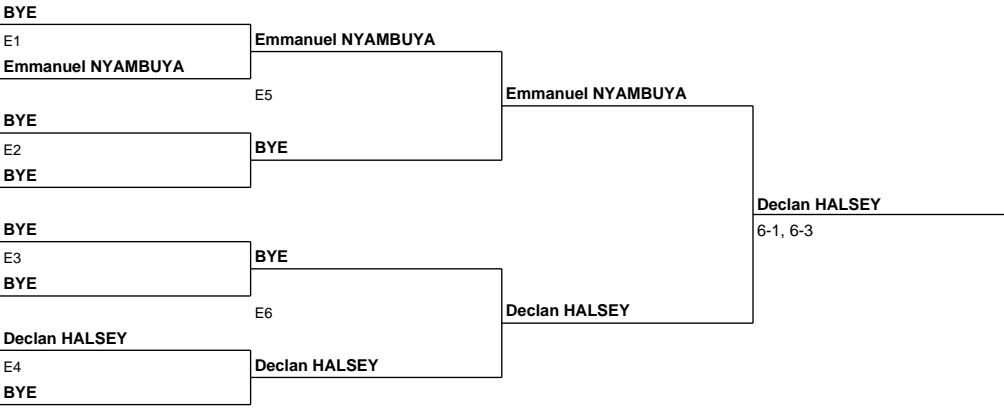 BYE
E1
Emmanuel NYAMBUYA
Emmanuel NYAMBUYA
E5
BYE
E2
BYE
BYE
Emmanuel NYAMBUYA
BYE
E3
BYE
BYE
E6
Declan HALSEY
E4
BYE
Declan HALSEY
Declan HALSEY
Declan HALSEY
6-1, 6-3